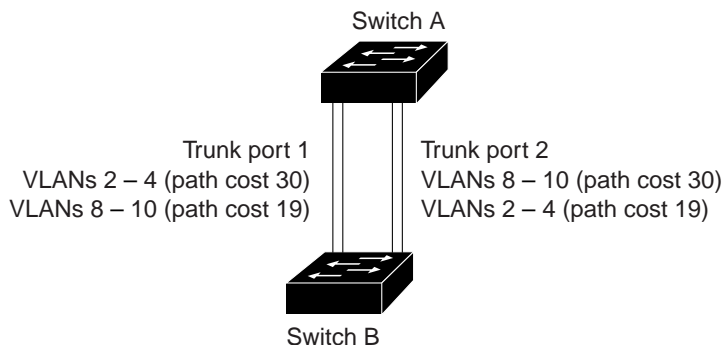 Switch A
Trunk port 1
VLANs 2 – 4 (path cost 30)
VLANs 8 – 10 (path cost 19)
Trunk port 2
VLANs 8 – 10 (path cost 30)
VLANs 2 – 4 (path cost 19)
Switch B